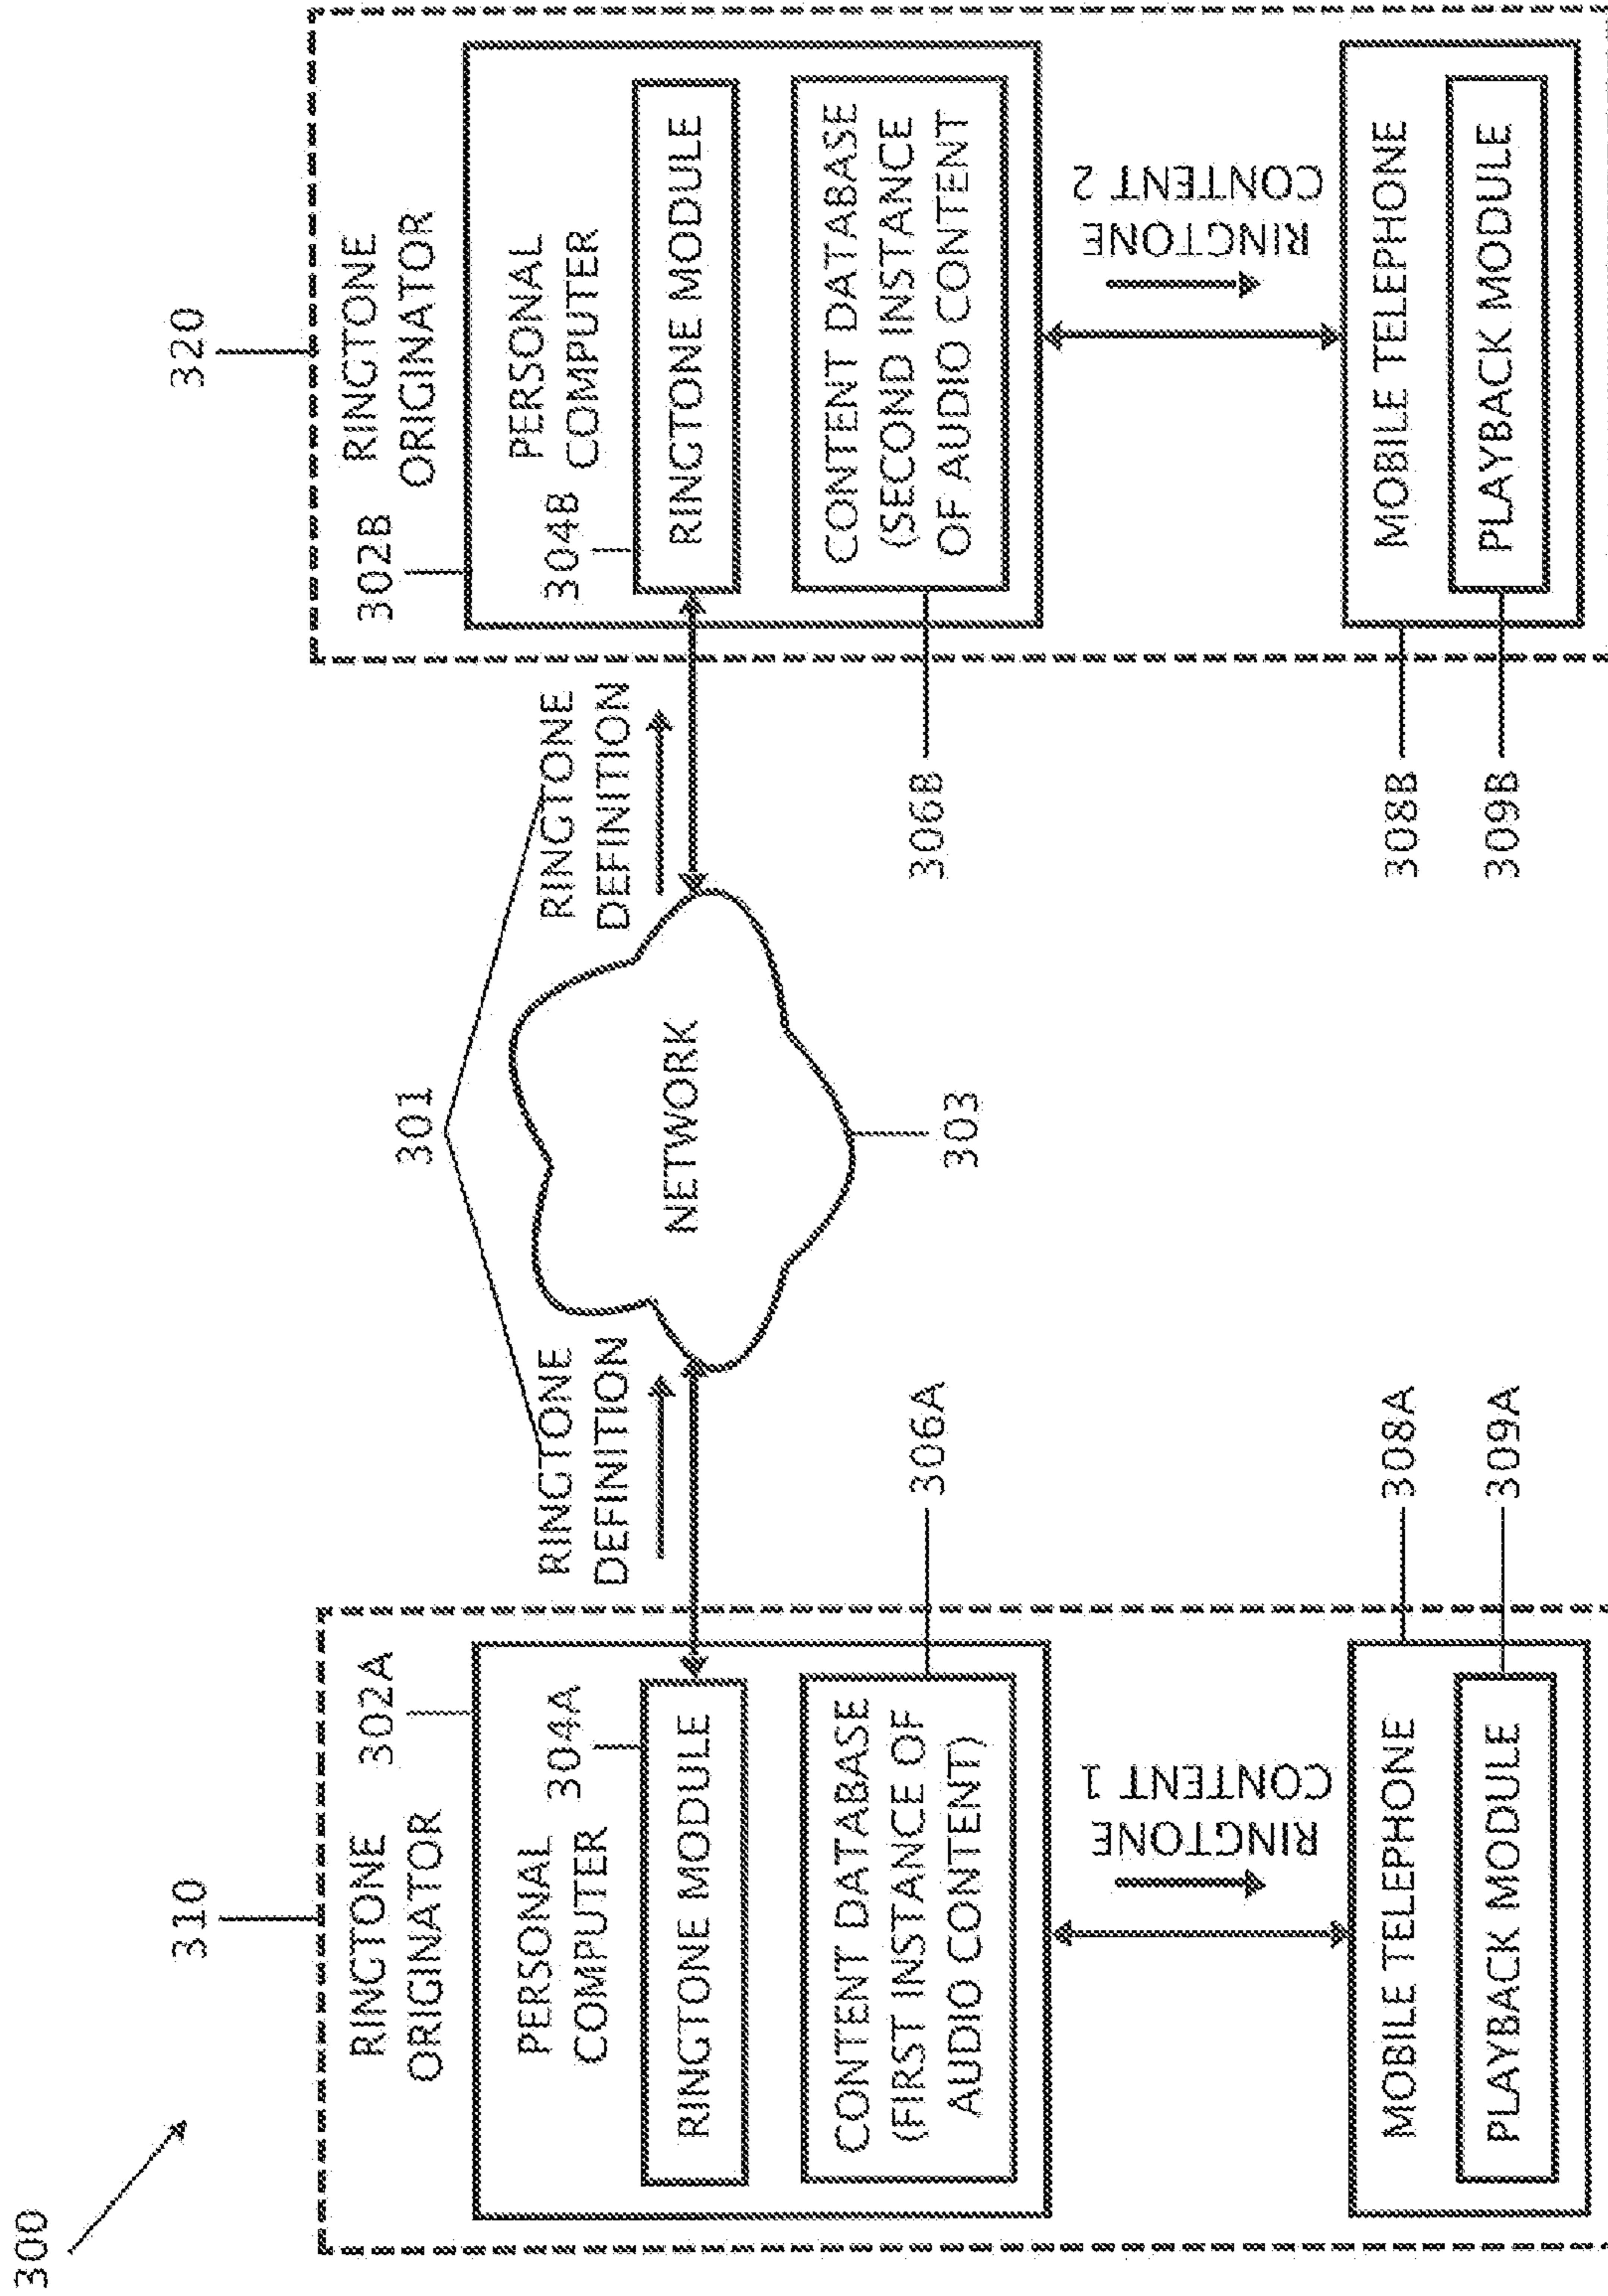 300
310
RINGTONE
ORIGINATOR
302A
PERSONAL
COMPUTER
304A
RINGTONE MODULE
CONTENT DATABASE
(FIRST INSTANCE OF
AUDIO CONTENT)
306A
RINGTONE
CONTENT 1
MOBILE TELEPHONE
308A
PLAYBACK MODULE
309A
301
RINGTONE
DEFINITION
NETWORK
303
RINGTONE
DEFINITION
320
RINGTONE
ORIGINATOR
302B
PERSONAL
COMPUTER
304B
RINGTONE MODULE
CONTENT DATABASE
(SECOND INSTANCE
OF AUDIO CONTENT
306B
RINGTONE
CONTENT 2
MOBILE TELEPHONE
308B
PLAYBACK MODULE
309B